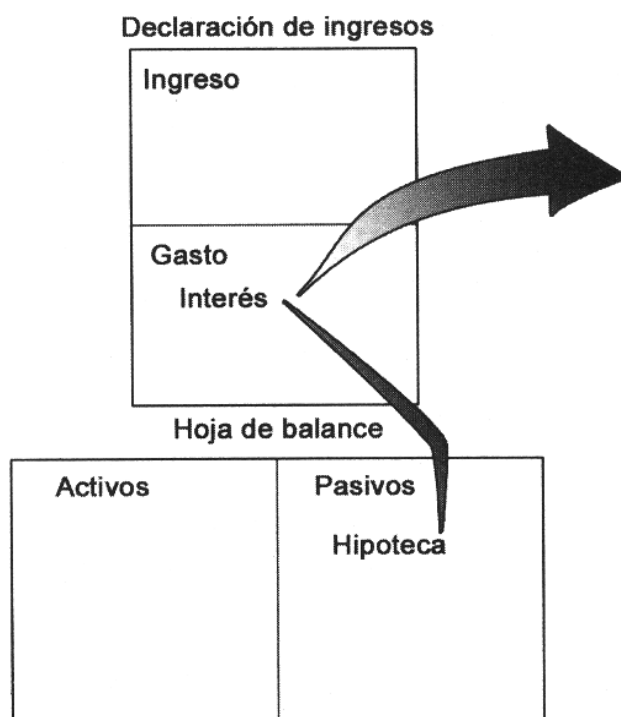 Declaración de ingresos
Ingreso
Gasto
Interés
Hoja de balance
Activos
Pasivos
Hipoteca